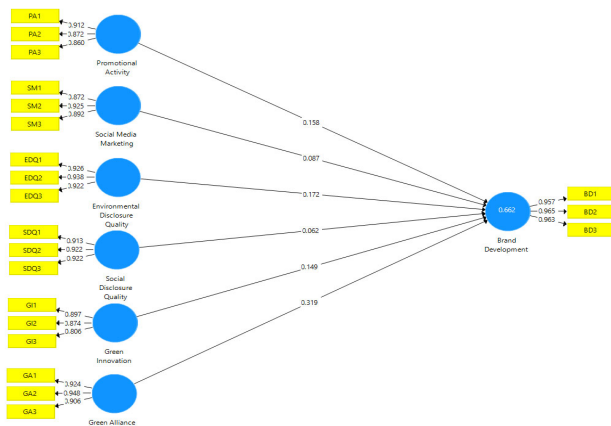 PA1
0.912
PA2
0.872
PA3
0.860
Promotional
Activity
SM1
0.872
SM2
0.925
SM3
0.892
Social Media
Marketing
EDQ1
0.926
EDQ2
0.938
EDQ3
0.922
Environmental
Disclosure
Quality
SDQ1
0.913
SDQ2
0.922
SDQ3
0.922
Social
Disclosure
Quality
GI1
0.897
GI2
0.874
GI3
0.806
Green
Innovation
GA1
0.924
GA2
0.948
GA3
0.906
Green Alliance
0.158
0.087
0.172
0.062
0.149
0.319
0.662
Brand
Development
0.957
BD1
0.965
BD2
0.963
BD3